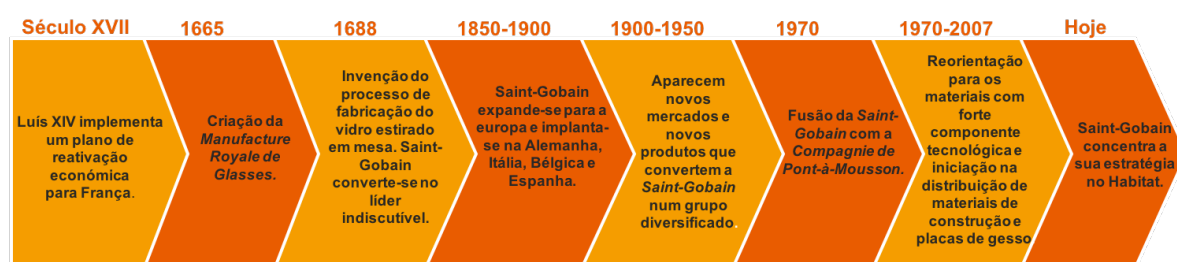 Século XVII
Luís XIV implementa
um plano de
reativação
económica
para França.
1665
Criação da
Manufacture
Royale de
Glasses.
1688
Invenção do
processo de
fabricação do
vidro estirado
em mesa. Saint-
Gobain
converte-se no
líder
indiscutível.
1850-1900
Saint-Gobain
expande-se para a
europa e implanta-
se na Alemanha,
Itália, Bélgica e
Espanha.
1900-1950
Aparecem
novos
mercados e
novos
produtos que
convertem a
Saint-Gobain
num grupo
diversificado.
1970
Fusão da Saint-
Gobain com a
Compagnie de
Pont-à-Mousson.
1970-2007
Reorientação
para os
materiais com
forte
componente
tecnológica e
iniciação na
distribuição de
materiais de
construção e
placas de gesso
Hoje
Saint-Gobain
concentra a
sua estratégia
no Habitat.